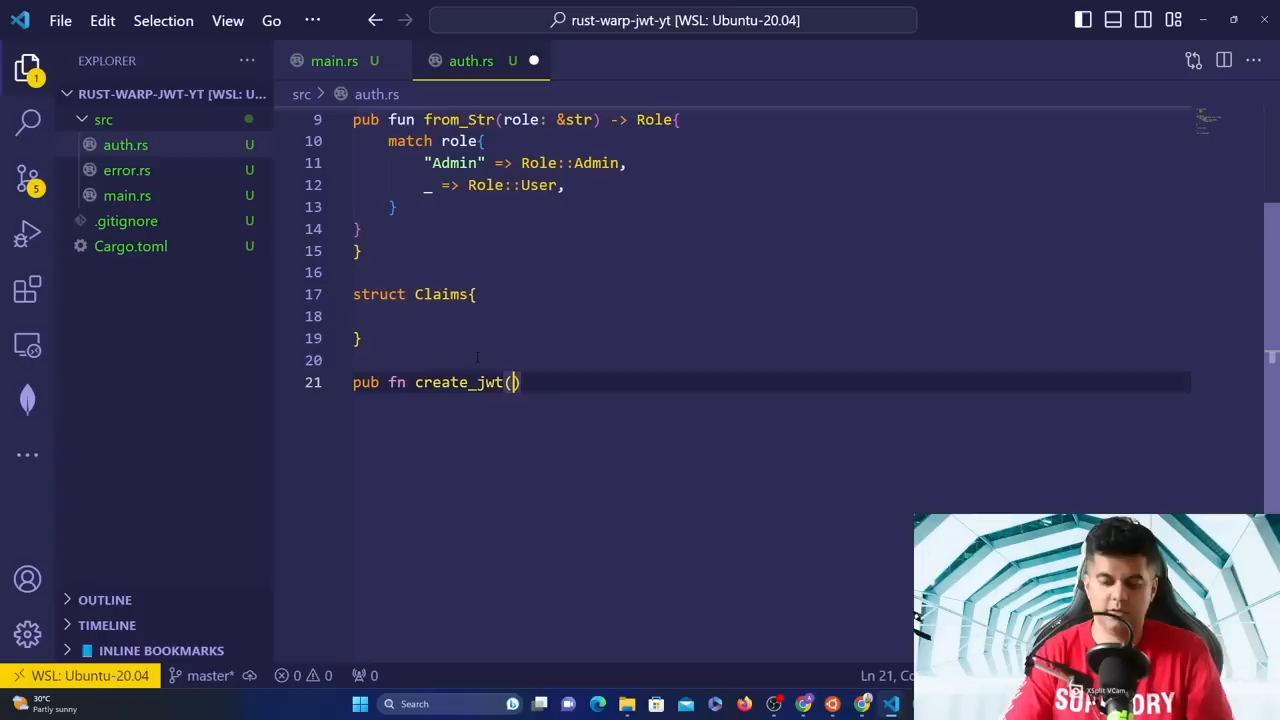 File Edit Selection View Go ··· rust-warp-jwt-yt [WSL: Ubuntu-20.04]
EXPLORER ···
main.rs U auth.rs U
RUST-WARP-JWT-YT [WSL: U...
src > auth.rs
src
auth.rs U
error.rs U
main.rs U
.gitignore U
Cargo.toml U
1
5
9 pub fun from_Str(role: &str) -> Role{
10 match role{
11 "Admin" => Role::Admin,
12 _ => Role::User,
13 }
14 }
15 }
16
17 struct Claims{
18
19 }
20
21 pub fn create_jwt()
OUTLINE
TIMELINE
INLINE BOOKMARKS
WSL: Ubuntu-20.04 master* 0 0 0 Ln 21, Co
30°C
Partly sunny
Search
XSplit VCam